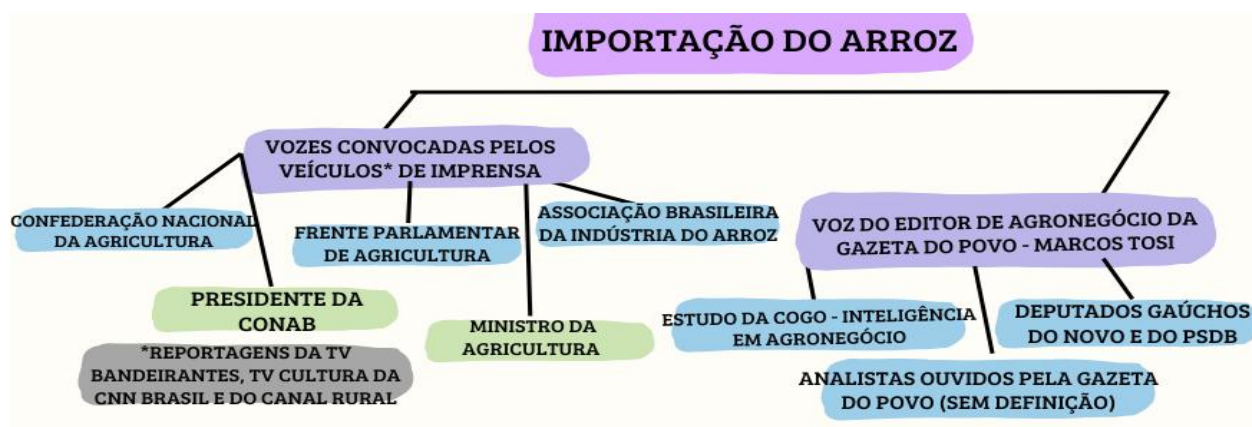 IMPORTAÇÃO DO ARROZ
VOZES CONVOCADAS PELOS
VEÍCULOS* DE IMPRENSA
CONFEDERAÇÃO NACIONAL
DA AGRICULTURA
FRENTE PARLAMENTAR
DE AGRICULTURA
ASSOCIAÇÃO BRASILEIRA
DA INDÚSTRIA DO ARROZ
PRESIDENTE DA
CONAB
MINISTRO DA
AGRICULTURA
*REPORTAGENS DA TV
BANDEIRANTES, TV CULTURA DA
CNN BRASIL E DO CANAL RURAL
VOZ DO EDITOR DE AGRONEGÓCIO DA
GAZETA DO POVO - MARCOS TOSI
ESTUDO DA COGO - INTELIGÊNCIA
EM AGRONEGÓCIO
DEPUTADOS GAÚCHOS
DO NOVO E DO PSDB
ANALISTAS OUVIDOS PELA GAZETA
DO POVO (SEM DEFINIÇÃO)